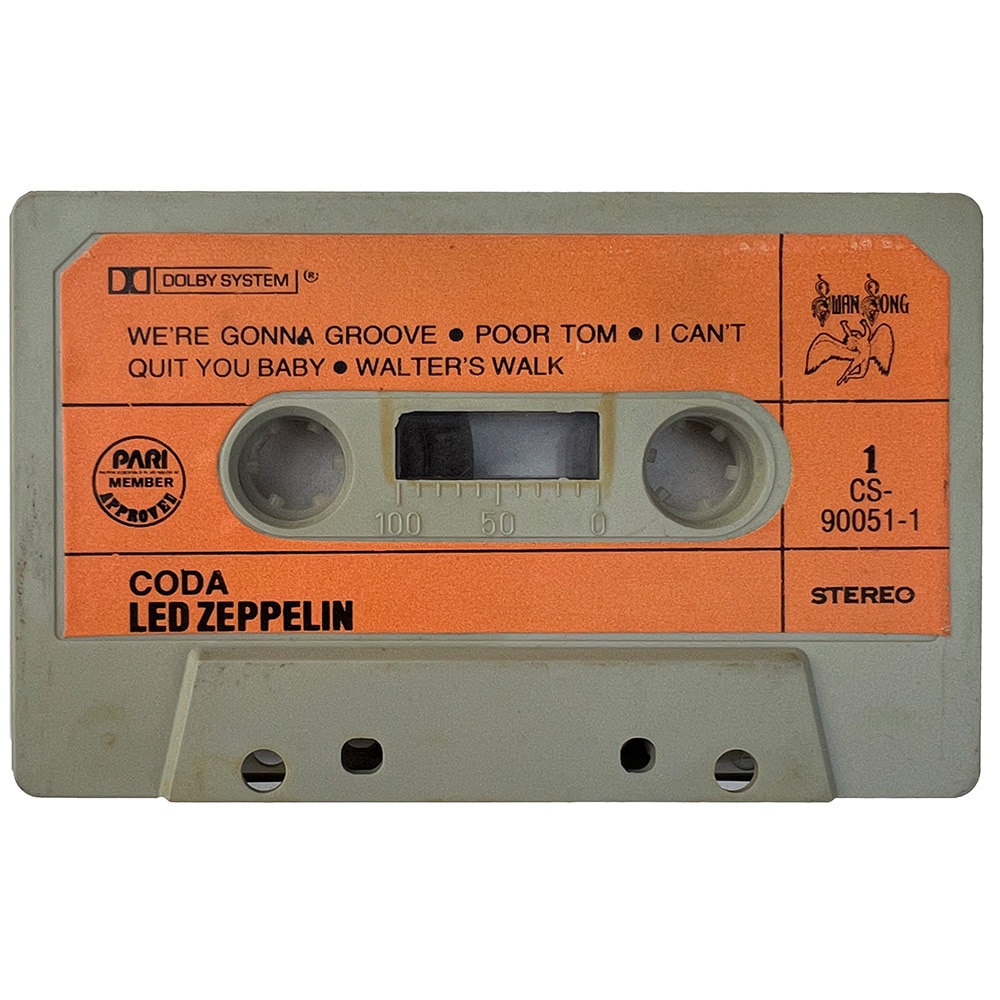 DOLBY SYSTEM ®
WE'RE GONNA GROOVE • POOR TOM • I CAN'T
QUIT YOU BABY • WALTER'S WALK
SWAN SONG
PARI
MEMBER
APPROVED
100 50 0
1
CS-
90051-1
CODA
LED ZEPPELIN
STEREO